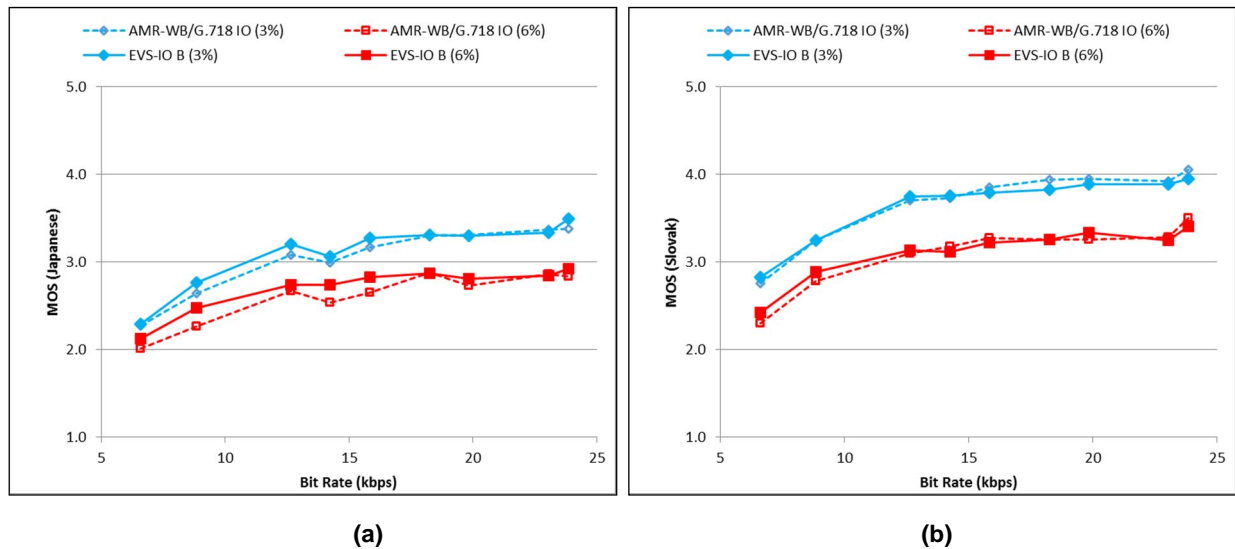 AMR-WB/G.718 IO (3%) AMR-WB/G.718 IO (6%)
EVS-IO B (3%) EVS-IO B (6%)
5.0
4.0
3.0
2.0
1.0
MOS (Japanese)
5 10 15 20 25
Bit Rate (kbps)
(a)
AMR-WB/G.718 IO (3%) AMR-WB/G.718 IO (6%)
EVS-IO B (3%) EVS-IO B (6%)
5.0
4.0
3.0
2.0
1.0
MOS (Slovak)
5 10 15 20 25
Bit Rate (kbps)
(b)